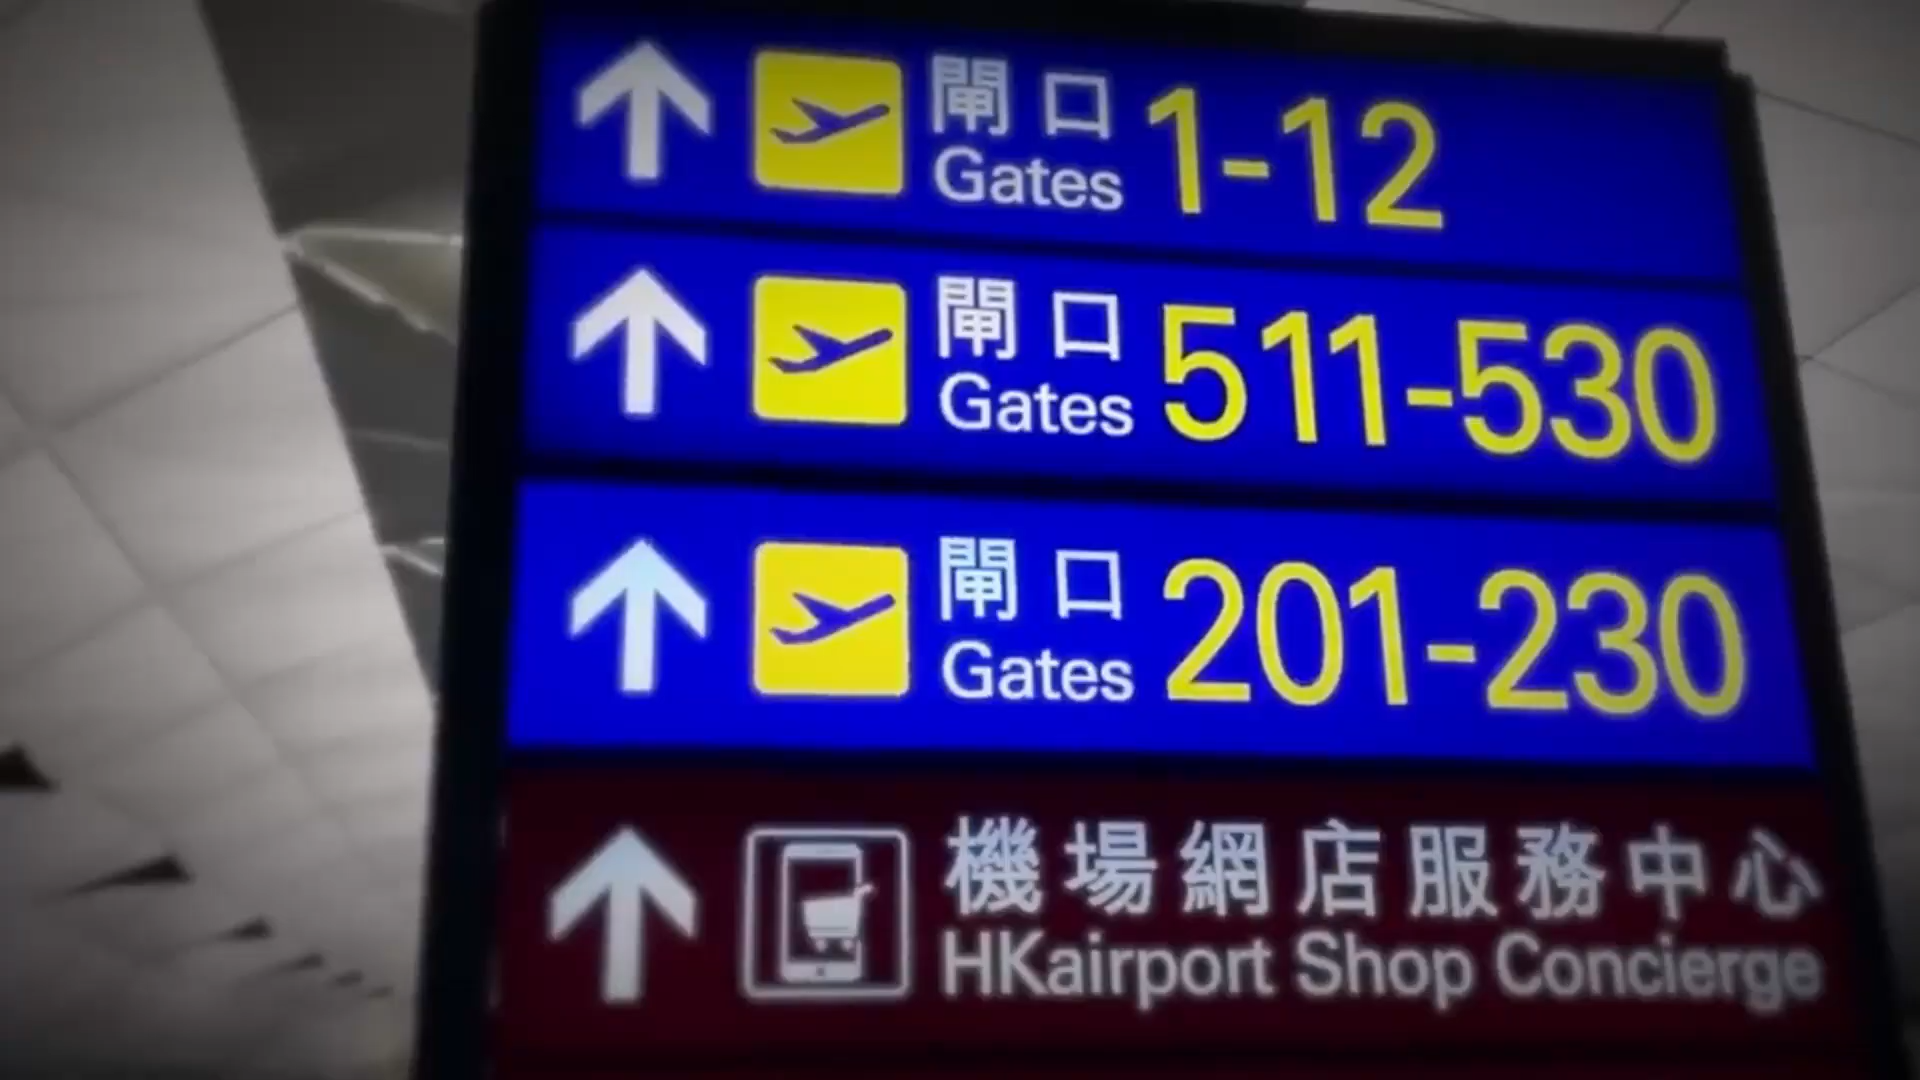 閘口
Gates 1-12
閘口
Gates 511-530
閘口
Gates 201-230
機場網店服務中心
HKairport Shop Concierge